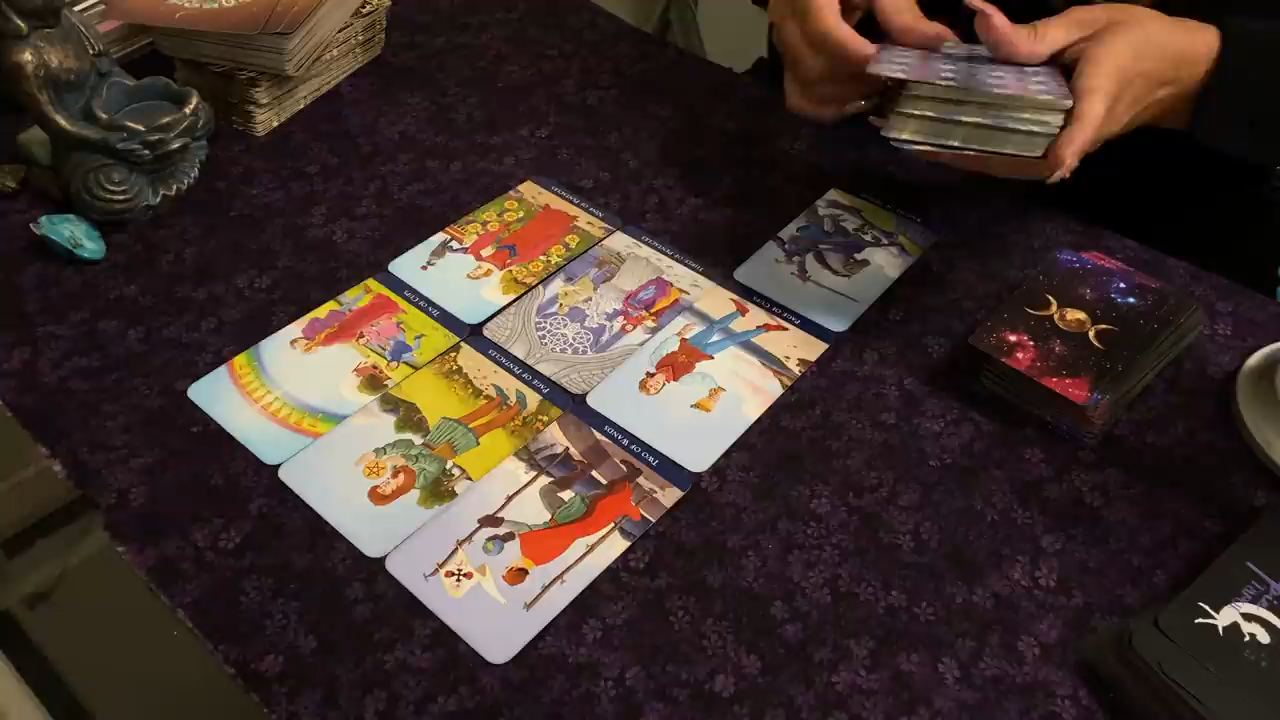 NINE OF PENTACLES
THREE OF PENTACLES
PAGE OF CUPS
TEN OF CUPS
PAGE OF PENTACLES
TWO OF WANDS